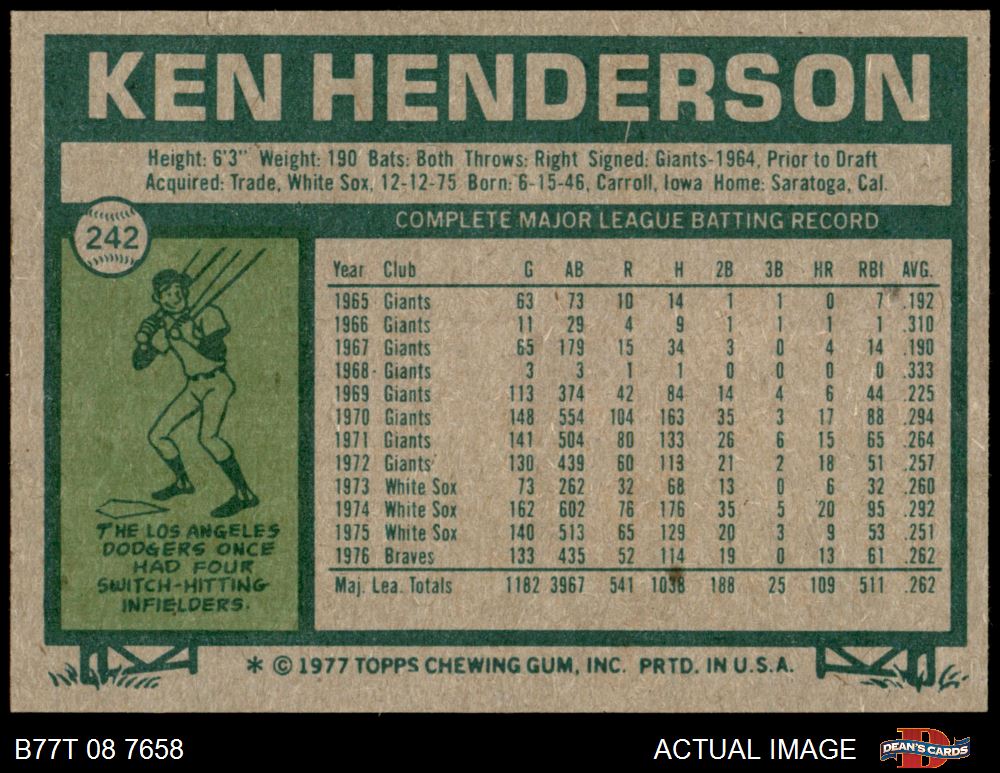 KEN HENDERSON
Height: 6'3" Weight: 190 Bats: Both Throws: Right Signed: Giants-1964, Prior to Draft
Acquired: Trade, White Sox, 12-12-75 Born: 6-15-46, Carroll, Iowa Home: Saratoga, Cal.
242
COMPLETE MAJOR LEAGUE BATTING RECORD
Year Club G AB R H 2B 3B HR RBI AVG.
1965 Giants 63 73 10 14 1 1 0 7 .192
1966 Giants 11 29 4 9 1 1 1 1 .310
1967 Giants 65 179 15 34 3 0 4 14 .190
1968 Giants 3 3 1 1 0 0 0 0 .333
1969 Giants 113 374 42 84 14 4 6 44 .225
1970 Giants 148 554 104 163 35 3 17 88 .294
1971 Giants 141 504 80 133 26 6 15 65 .264
1972 Giants 130 439 60 113 21 2 18 51 .257
1973 White Sox 73 262 32 68 13 0 6 32 .260
1974 White Sox 162 602 76 176 35 5 20 95 .292
1975 White Sox 140 513 65 129 20 3 9 53 .251
1976 Braves 133 435 52 114 19 0 13 61 .262
Maj. Lea. Totals 1182 3967 541 1038 188 25 109 511 .262
THE LOS ANGELES
DODGERS ONCE
HAD FOUR
SWITCH-HITTING
INFIELDERS.
* © 1977 TOPPS CHEWING GUM, INC. PRTD. IN U.S.A.
B77T 08 7658
ACTUAL IMAGE
DEAN'S CARDS